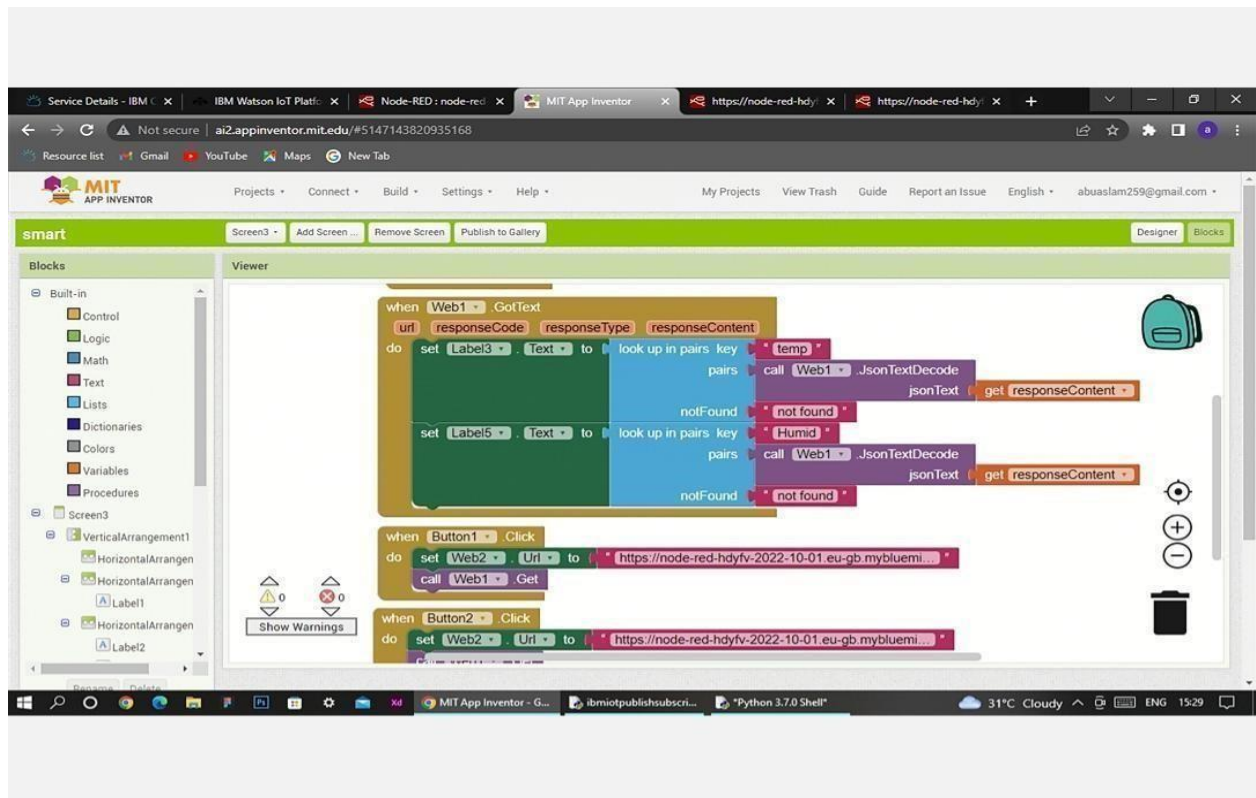 Service Details - IBM C
IBM Watson IoT Platfo
Node-RED : node-red
MIT App Inventor
https://node-red-hdyf
https://node-red-hdyf
Not secure | ai2.appinventor.mit.edu/#5147143820935168
Resource list
Gmail
YouTube
Maps
New Tab
MIT
APP INVENTOR
Projects
Connect
Build
Settings
Help
My Projects
View Trash
Guide
Report an Issue
English
abuaslam259@gmail.com
smart
Screen3
Add Screen ...
Remove Screen
Publish to Gallery
Designer
Blocks
Blocks
Viewer
Built-in
Control
Logic
Math
Text
Lists
Dictionaries
Colors
Variables
Procedures
Screen3
VerticalArrangement1
HorizontalArrangen
HorizontalArrangen
Label1
HorizontalArrangen
Label2
Rename Delete
when Web1 .GotText
url responseCode responseType responseContent
do set Label3 . Text to look up in pairs key " temp "
pairs call Web1 .JsonTextDecode
jsonText get responseContent
notFound " not found "
set Label5 . Text to look up in pairs key " Humid "
pairs call Web1 .JsonTextDecode
jsonText get responseContent
notFound " not found "
when Button1 .Click
do set Web2 . Url to " https://node-red-hdyfv-2022-10-01.eu-gb.mybluemi... "
call Web1 .Get
when Button2 .Click
do set Web2 . Url to " https://node-red-hdyfv-2022-10-01.eu-gb.mybluemi... "
0 0
Show Warnings
MIT App Inventor - G...
ibmiotpublishsubscri...
*Python 3.7.0 Shell*
31°C Cloudy
ENG
15:29